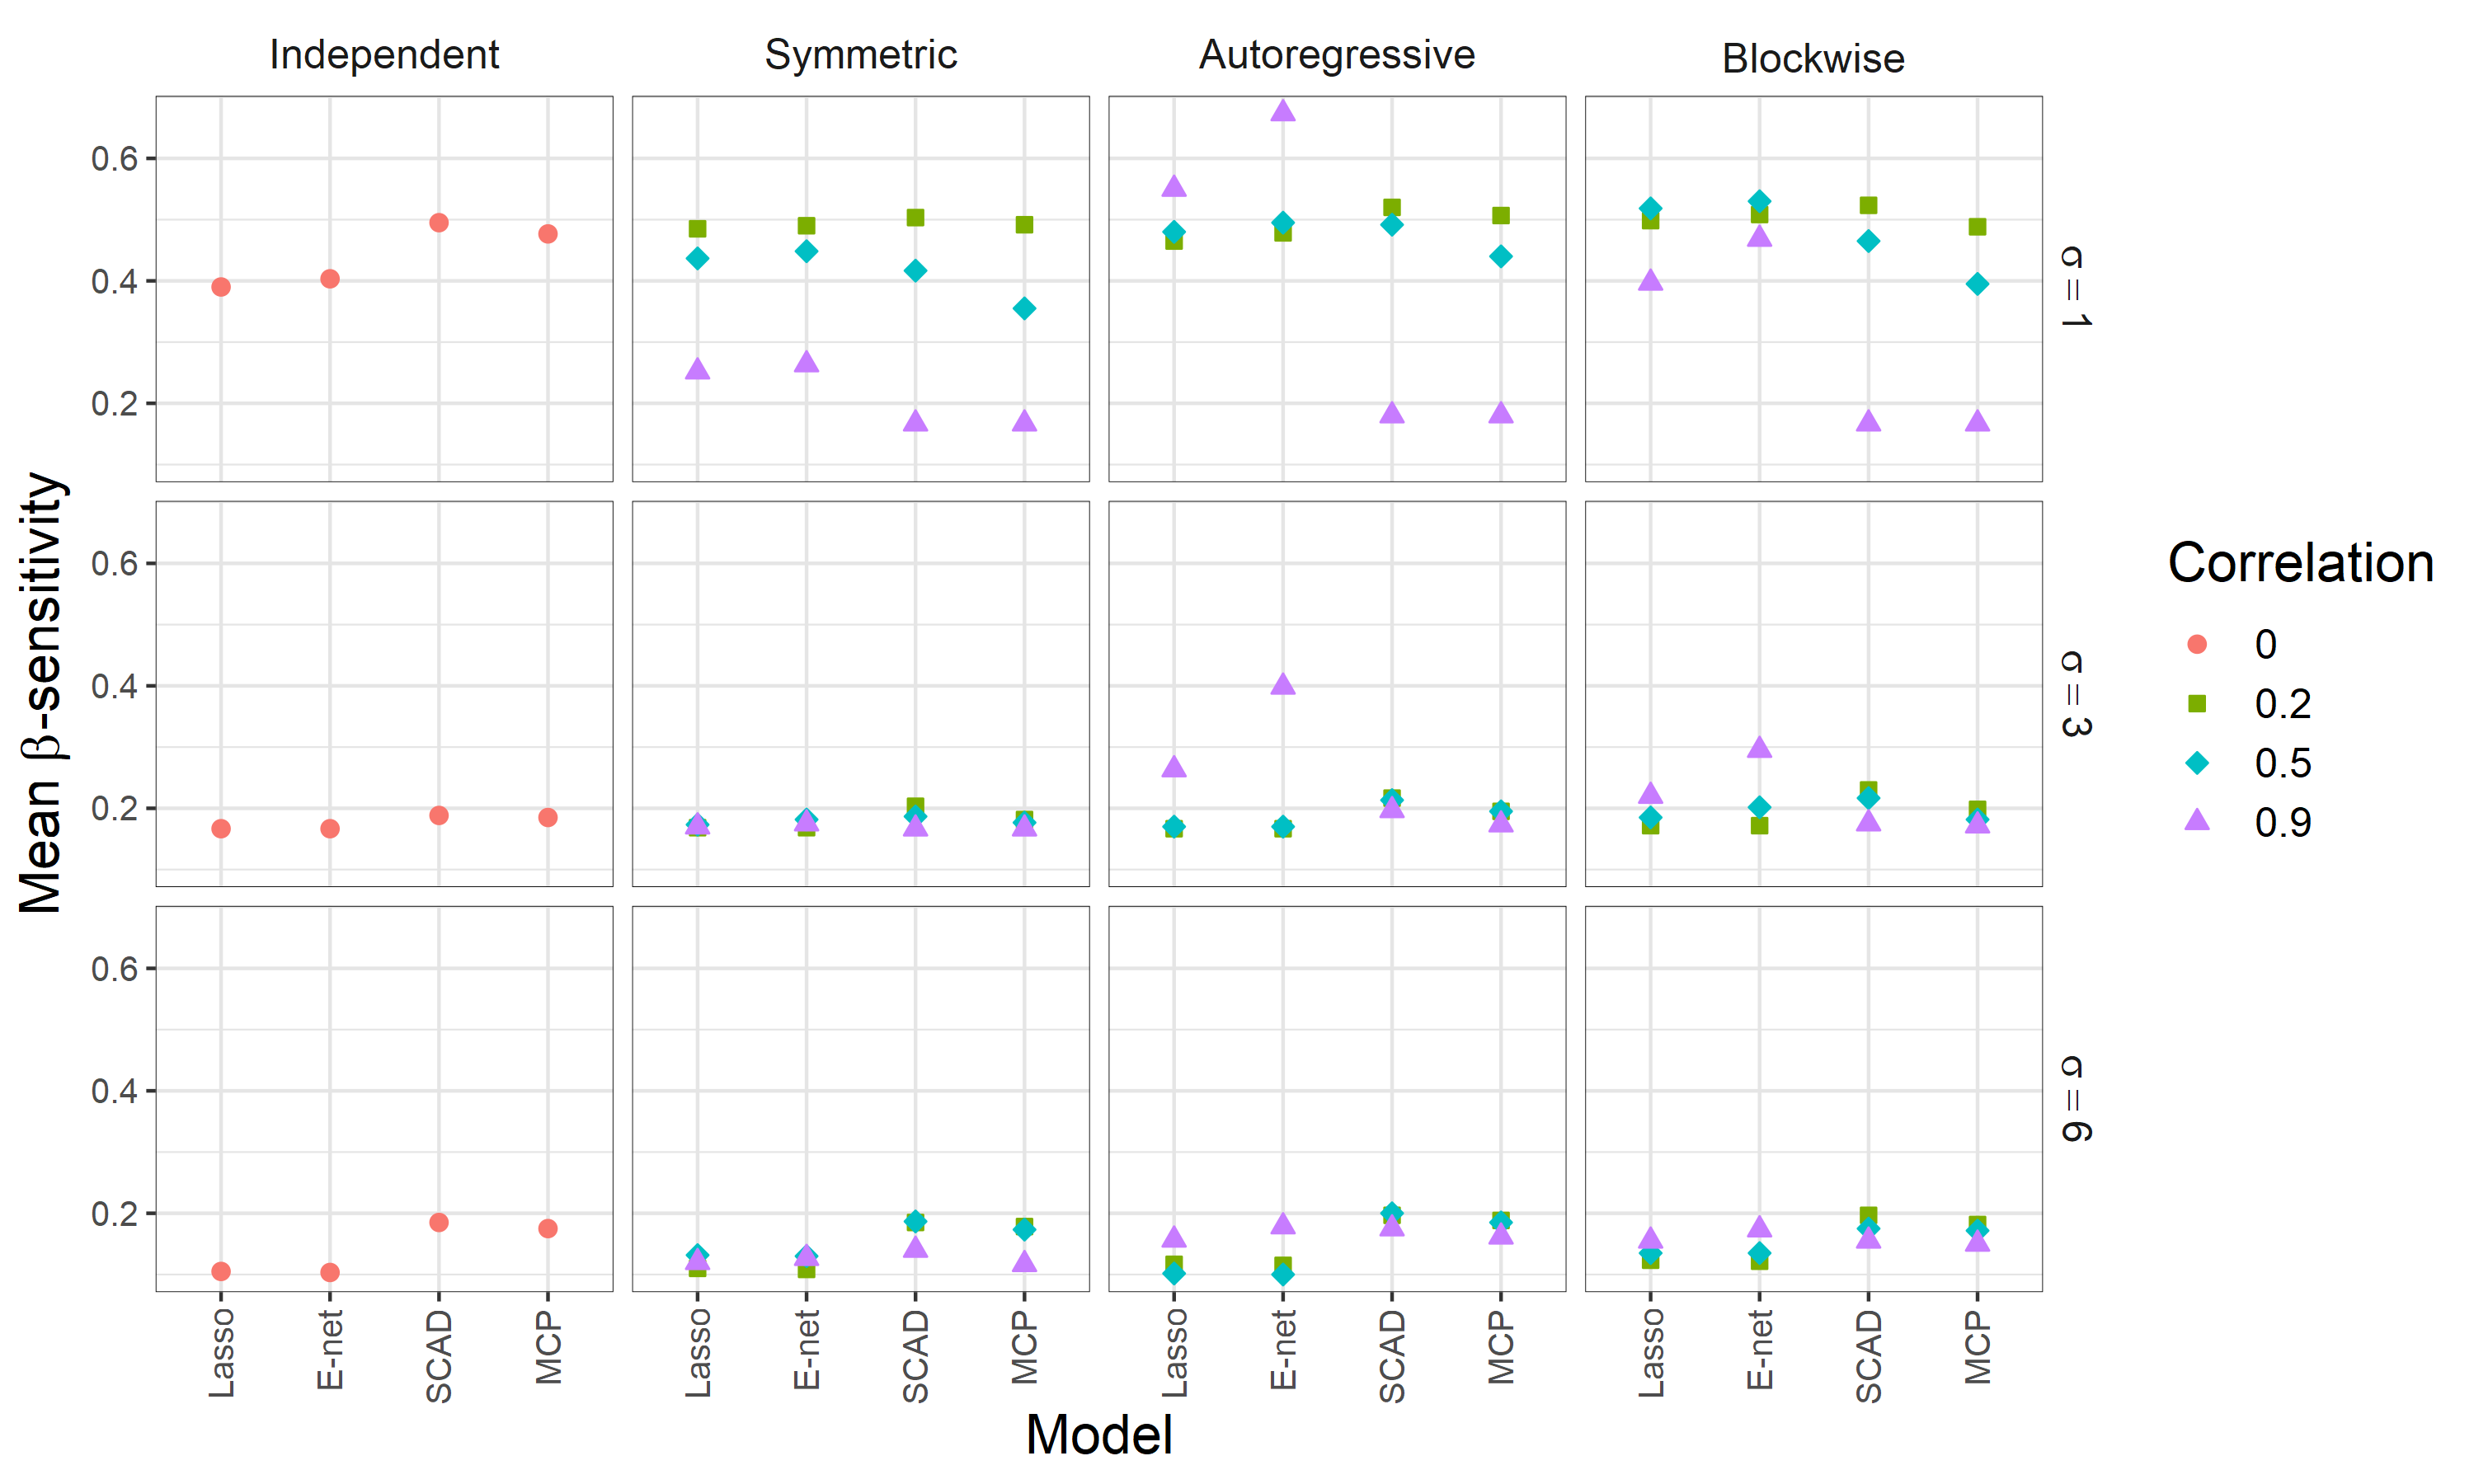 Independent
Symmetric
Autoregressive
Blockwise
Mean β-sensitivity
0.6
0.4
0.2
σ = 1
0.6
0.4
0.2
σ = 3
0.6
0.4
0.2
σ = 6
Lasso
E-net
SCAD
MCP
Lasso
E-net
SCAD
MCP
Lasso
E-net
SCAD
MCP
Lasso
E-net
SCAD
MCP
Model
Correlation
0
0.2
0.5
0.9